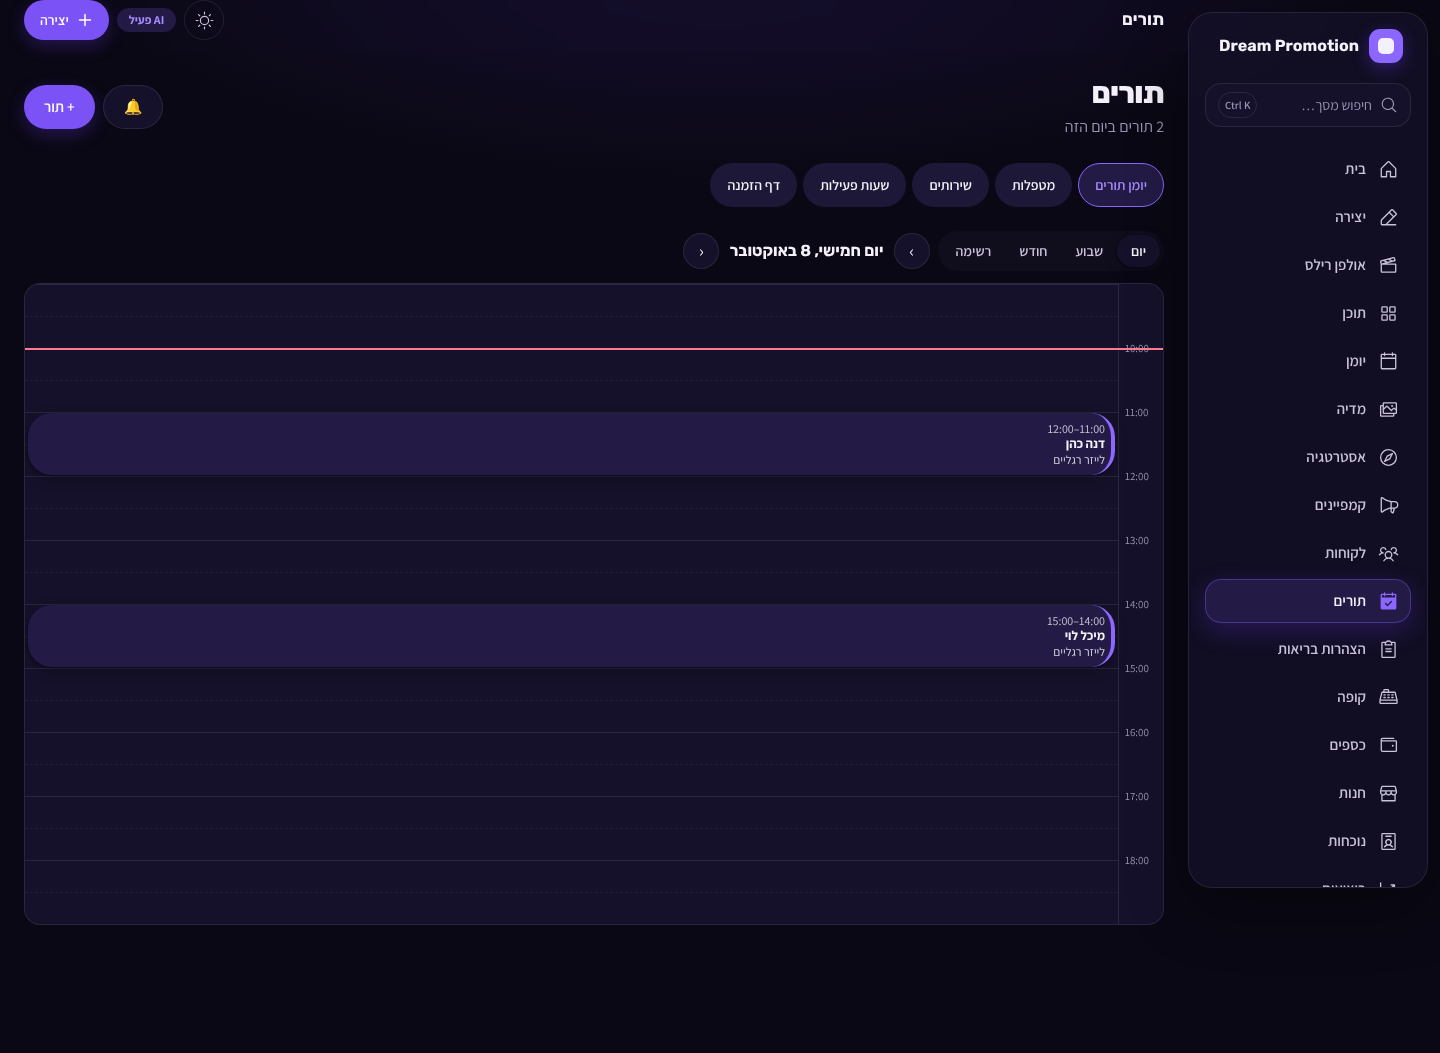 Dream Promotion
חיפוש מסך...
Ctrl K
בית
יצירה
אולפן רילס
תוכן
יומן
מדיה
אסטרטגיה
קמפיינים
לקוחות
תורים
הצהרות בריאות
קופה
כספים
חנות
נוכחות
תורים
AI פעיל
יצירה
תורים
2 תורים ביום הזה
+ תור
יומן תורים
מטפלות
שירותים
שעות פעילות
דף הזמנה
יום
שבוע
חודש
רשימה
יום חמישי, 8 באוקטובר
10:00
11:00
11:00–12:00
דנה כהן
לייזר רגליים
12:00
13:00
14:00
14:00–15:00
מיכל לוי
לייזר רגליים
15:00
16:00
17:00
18:00